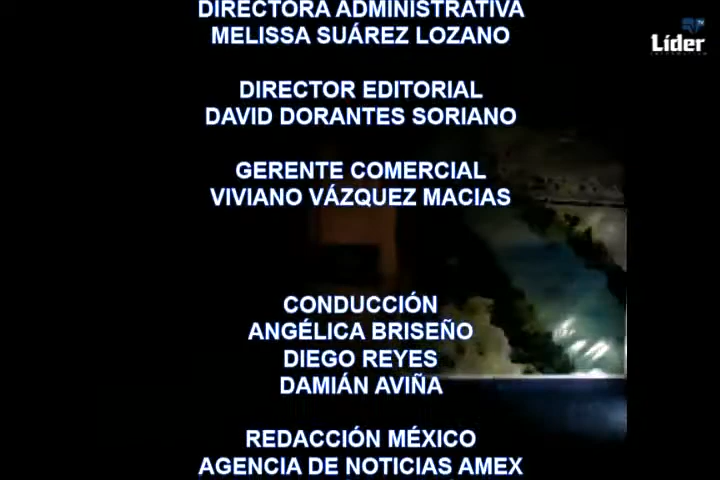 DIRECTORA ADMINISTRATIVA
MELISSA SUÁREZ LOZANO
DIRECTOR EDITORIAL
DAVID DORANTES SORIANO
GERENTE COMERCIAL
VIVIANO VÁZQUEZ MACIAS
CONDUCCIÓN
ANGÉLICA BRISEÑO
DIEGO REYES
DAMIÁN AVIÑA
REDACCIÓN MÉXICO
AGENCIA DE NOTICIAS AMEX
TV
Líder